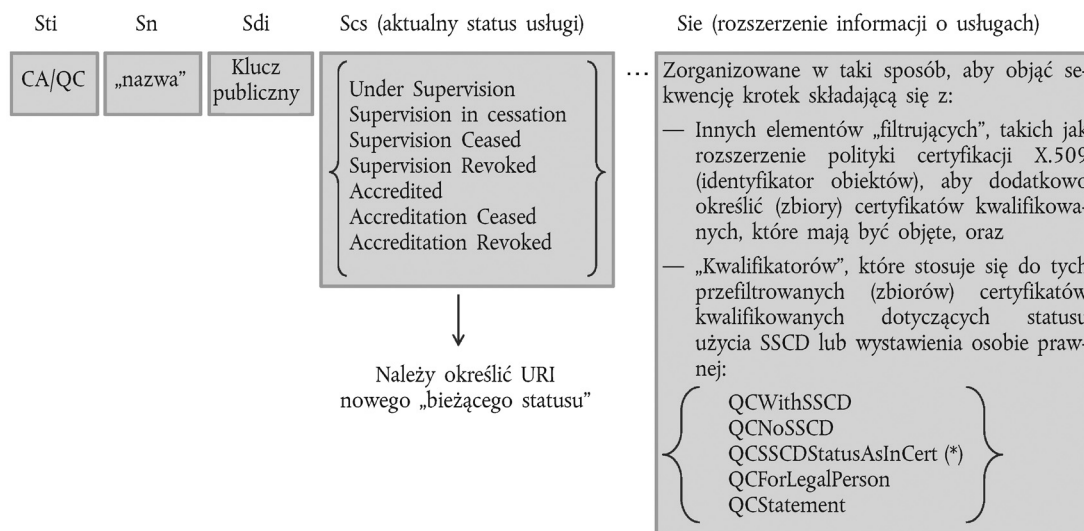 Sti
Sn
Sdi
Scs (aktualny status usługi)
Sie (rozszerzenie informacji o usługach)
CA/QC
„nazwa”
Klucz
publiczny
Under Supervision
Supervision in cessation
Supervision Ceased
Supervision Revoked
Accredited
Accreditation Ceased
Accreditation Revoked
Należy określić URI
nowego „bieżącego statusu”
...
Zorganizowane w taki sposób, aby objąć se-
kwencję krotek składającą się z:
— Innych elementów „filtrujących”, takich jak
rozszerzenie polityki certyfikacji X.509
(identyfikator obiektów), aby dodatkowo
określić (zbiory) certyfikatów kwalifikowa-
nych, które mają być objęte, oraz
— „Kwalifikatorów”, które stosuje się do tych
przefiltrowanych (zbiorów) certyfikatów
kwalifikowanych dotyczących statusu
użycia SSCD lub wystawienia osobie praw-
nej:
QCWithSSCD
QCNoSSCD
QCSSCDStatusAsInCert (*)
QCForLegalPerson
QCStatement